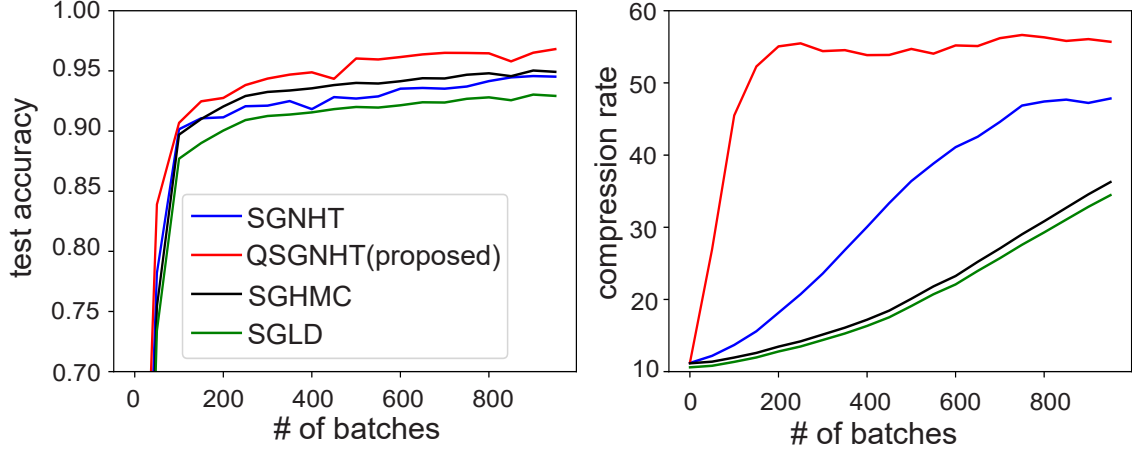 1.00
0.95
0.90
0.85
0.80
0.75
0.70
test accuracy
SGNHT
QSGNHT(proposed)
SGHMC
SGLD
0 200 400 600 800
# of batches
60
50
40
30
20
10
compression rate
0 200 400 600 800
# of batches